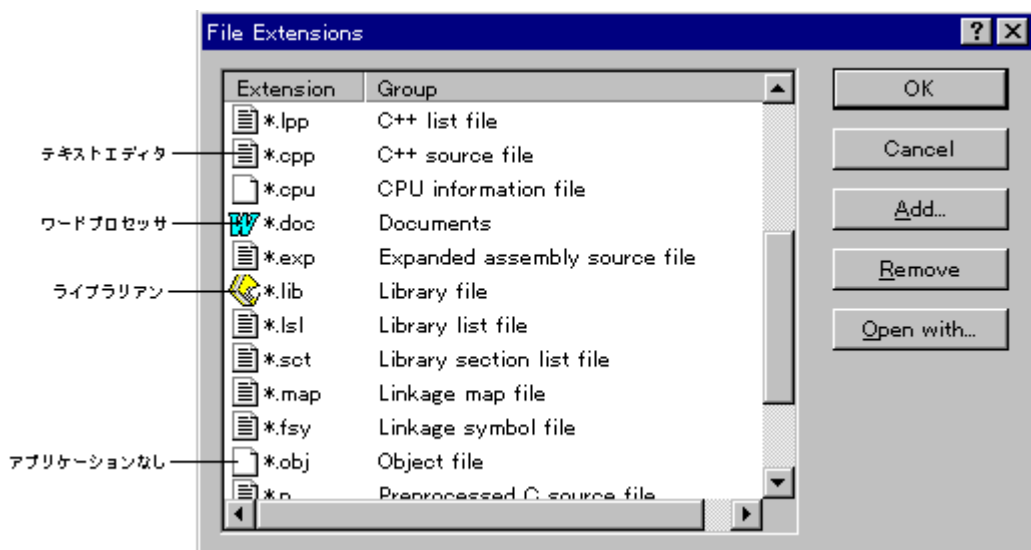 File Extensions
Extension Group
*.lpp C++ list file
テキストエディタ *.cpp C++ source file
*.cpu CPU information file
ワードプロセッサ *.doc Documents
*.exp Expanded assembly source file
ライブラリアン *.lib Library file
*.lsl Library list file
*.sct Library section list file
*.map Linkage map file
*.fsy Linkage symbol file
アプリケーションなし *.obj Object file
*.p Preprocessed C source file
OK
Cancel
Add...
Remove
Open with...